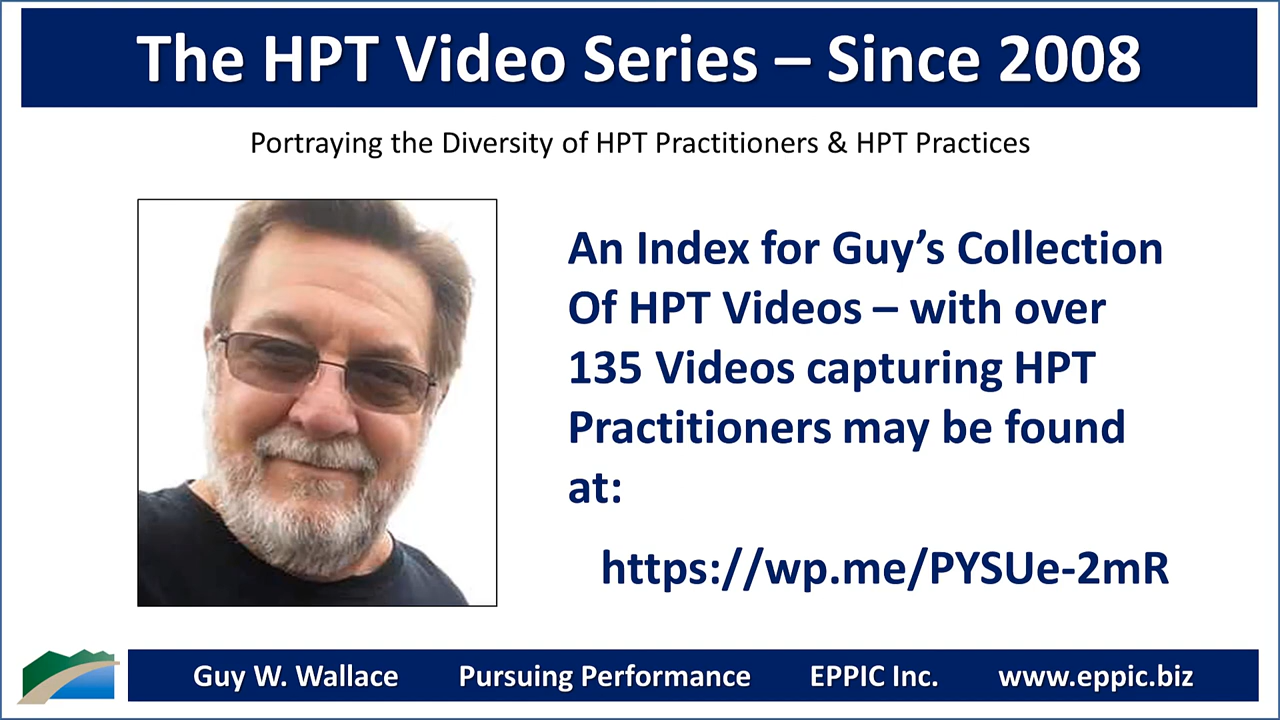 The HPT Video Series – Since 2008
Portraying the Diversity of HPT Practitioners & HPT Practices
An Index for Guy’s Collection
Of HPT Videos – with over
135 Videos capturing HPT
Practitioners may be found
at:
https://wp.me/PYSUe-2mR
Guy W. Wallace Pursuing Performance EPPIC Inc. www.eppic.biz